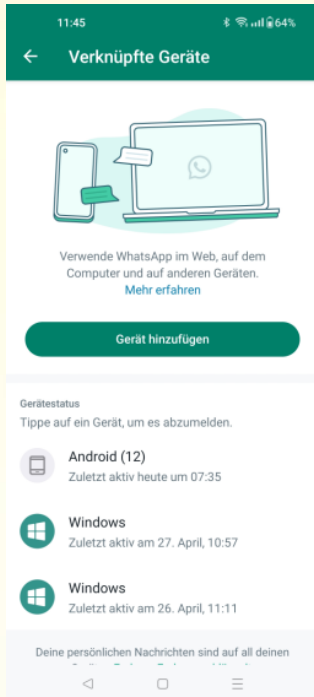 11:45
64%
Verknüpfte Geräte
Verwende WhatsApp im Web, auf dem
Computer und auf anderen Geräten.
Mehr erfahren
Gerät hinzufügen
Gerätestatus
Tippe auf ein Gerät, um es abzumelden.
Android (12)
Zuletzt aktiv heute um 07:35
Windows
Zuletzt aktiv am 27. April, 10:57
Windows
Zuletzt aktiv am 26. April, 11:11
Deine persönlichen Nachrichten sind auf all deinen